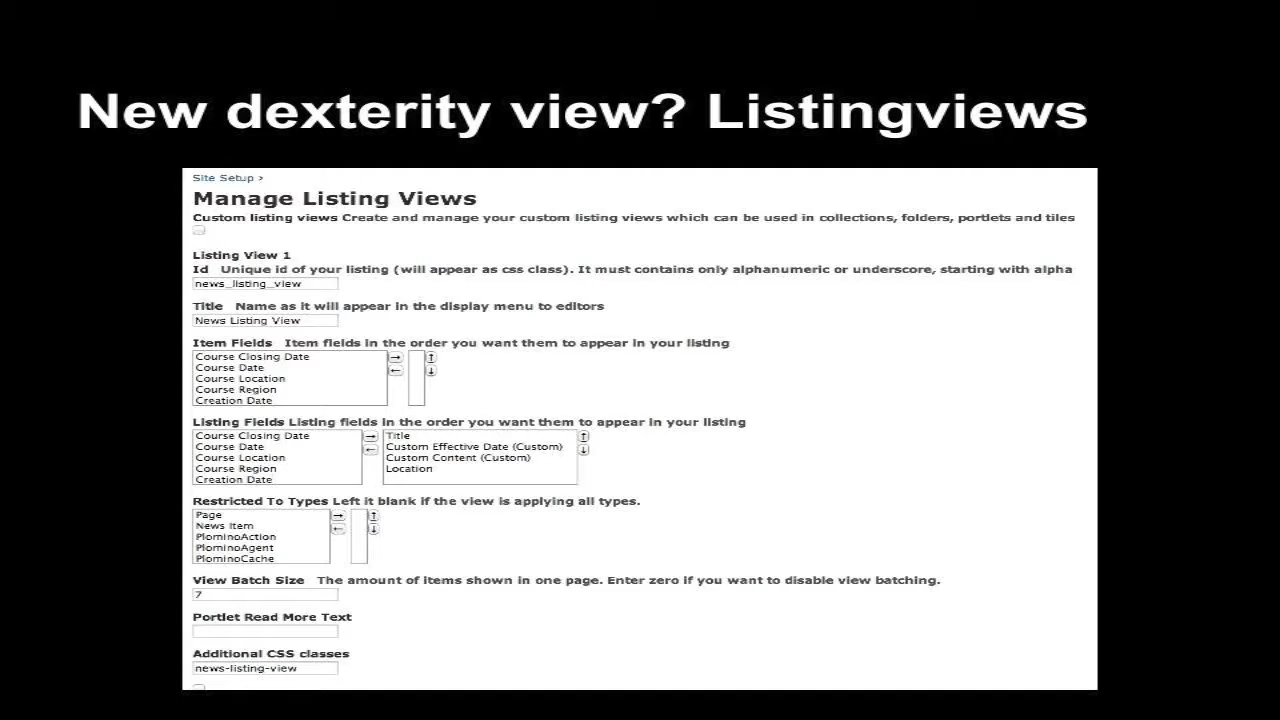 New dexterity view? Listingviews
Site Setup >
Manage Listing Views
Custom listing views Create and manage your custom listing views which can be used in collections, folders, portlets and tiles
Listing View 1
Id Unique id of your listing (will appear as css class). It must contains only alphanumeric or underscore, starting with alpha
news_listing_view
Title Name as it will appear in the display menu to editors
News Listing View
Item Fields Item fields in the order you want them to appear in your listing
Course Closing Date → ↑
Course Date ← ↓
Course Location
Course Region
Creation Date
Listing Fields Listing fields in the order you want them to appear in your listing
Course Closing Date → Title ↑
Course Date ← Custom Effective Date (Custom) ↓
Course Location Custom Content (Custom)
Course Region Location
Creation Date
Restricted To Types Left it blank if the view is applying all types.
Page → ↑
News Item ← ↓
PlominoAction
PlominoAgent
PlominoCache
View Batch Size The amount of items shown in one page. Enter zero if you want to disable view batching.
7
Portlet Read More Text
Additional CSS classes
news-listing-view